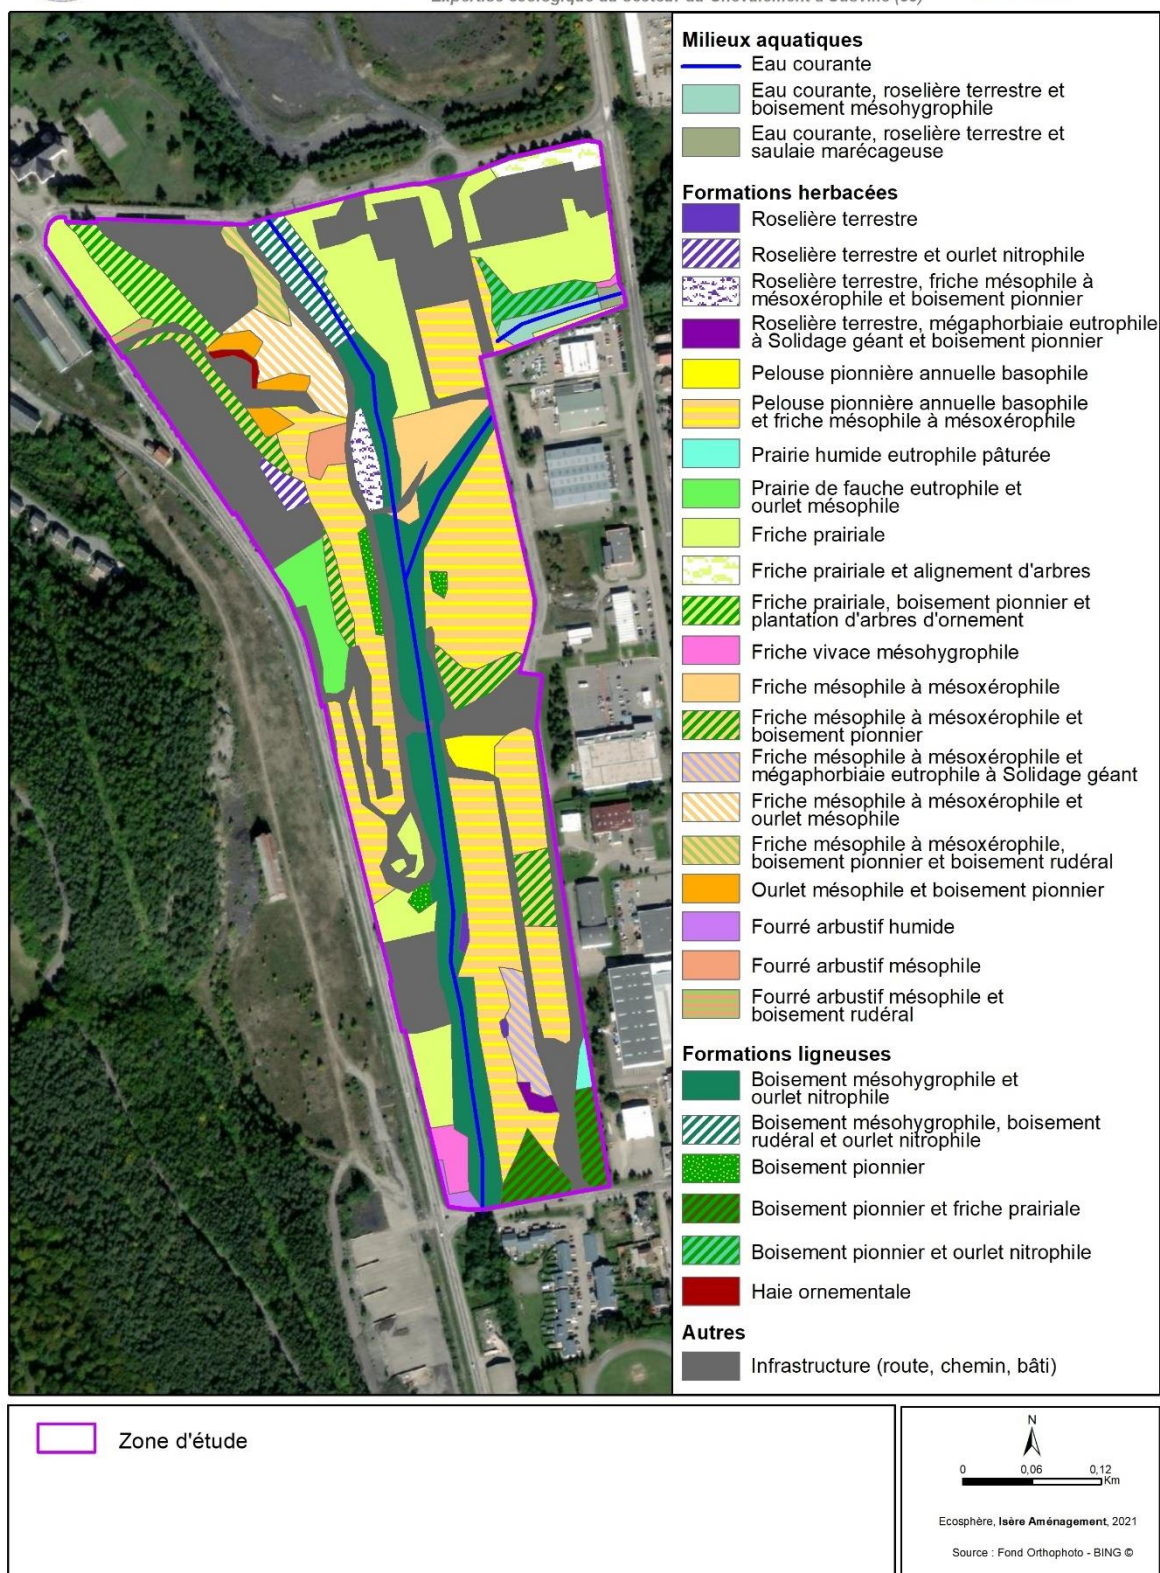 Expertise écologique du secteur du Chevalement à Susville (38)
Milieux aquatiques
Eau courante
Eau courante, roselière terrestre et
boisement mésohygrophile
Eau courante, roselière terrestre et
saulaie marécageuse
Formations herbacées
Roselière terrestre
Roselière terrestre et ourlet nitrophile
Roselière terrestre, friche mésophile à
mésoxérophile et boisement pionnier
Roselière terrestre, mégaphorbiaie eutrophile
à Solidage géant et boisement pionnier
Pelouse pionnière annuelle basophile
Pelouse pionnière annuelle basophile
et friche mésophile à mésoxérophile
Prairie humide eutrophile pâturée
Prairie de fauche eutrophile et
ourlet mésophile
Friche prairiale
Friche prairiale et alignement d'arbres
Friche prairiale, boisement pionnier et
plantation d'arbres d'ornement
Friche vivace mésohygrophile
Friche mésophile à mésoxérophile
Friche mésophile à mésoxérophile et
boisement pionnier
Friche mésophile à mésoxérophile et
mégaphorbiaie eutrophile à Solidage géant
Friche mésophile à mésoxérophile et
ourlet mésophile
Friche mésophile à mésoxérophile,
boisement pionnier et boisement rudéral
Ourlet mésophile et boisement pionnier
Fourré arbustif humide
Fourré arbustif mésophile
Fourré arbustif mésophile et
boisement rudéral
Formations ligneuses
Boisement mésohygrophile et
ourlet nitrophile
Boisement mésohygrophile, boisement
rudéral et ourlet nitrophile
Boisement pionnier
Boisement pionnier et friche prairiale
Boisement pionnier et ourlet nitrophile
Haie ornementale
Autres
Infrastructure (route, chemin, bâti)
Zone d'étude
N
0 0,06 0,12
Km
Ecosphère, Isère Aménagement, 2021
Source : Fond Orthophoto - BING ©